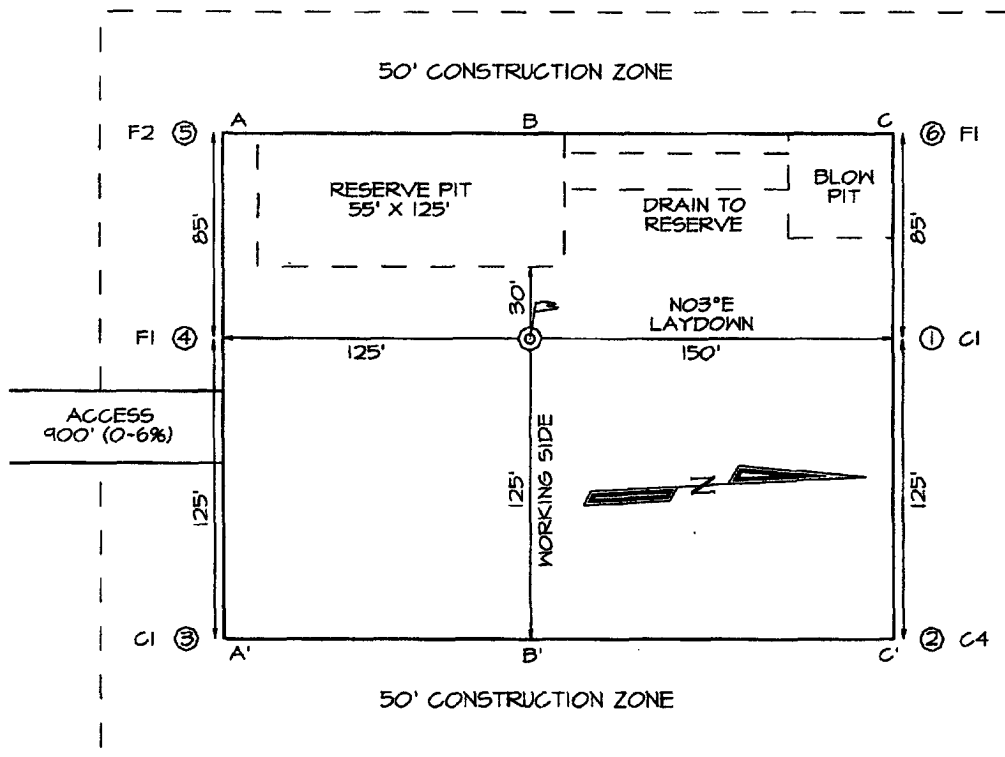 50' CONSTRUCTION ZONE
A B C
F2 ⑤ ⑥ F1
RESERVE PIT
55' X 125'
BLOW
PIT
DRAIN TO
RESERVE
85' 85'
30'
N03°E
LAYDOWN
F1 ④ ① C1
125' 150'
ACCESS
900' (0-6%)
WORKING SIDE
N
125' 125' 125'
C1 ③ ② C4
A' B' C'
50' CONSTRUCTION ZONE